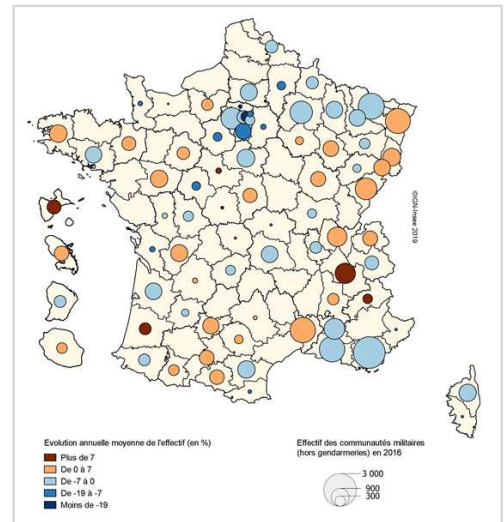 ©IGN-Insee 2019
Evolution annuelle moyenne de l'effectif (en %)
Plus de 7
De 0 à 7
De -7 à 0
De -19 à -7
Moins de -19
Effectif des communautés militaires
(hors gendarmeries) en 2016
3 000
900
300